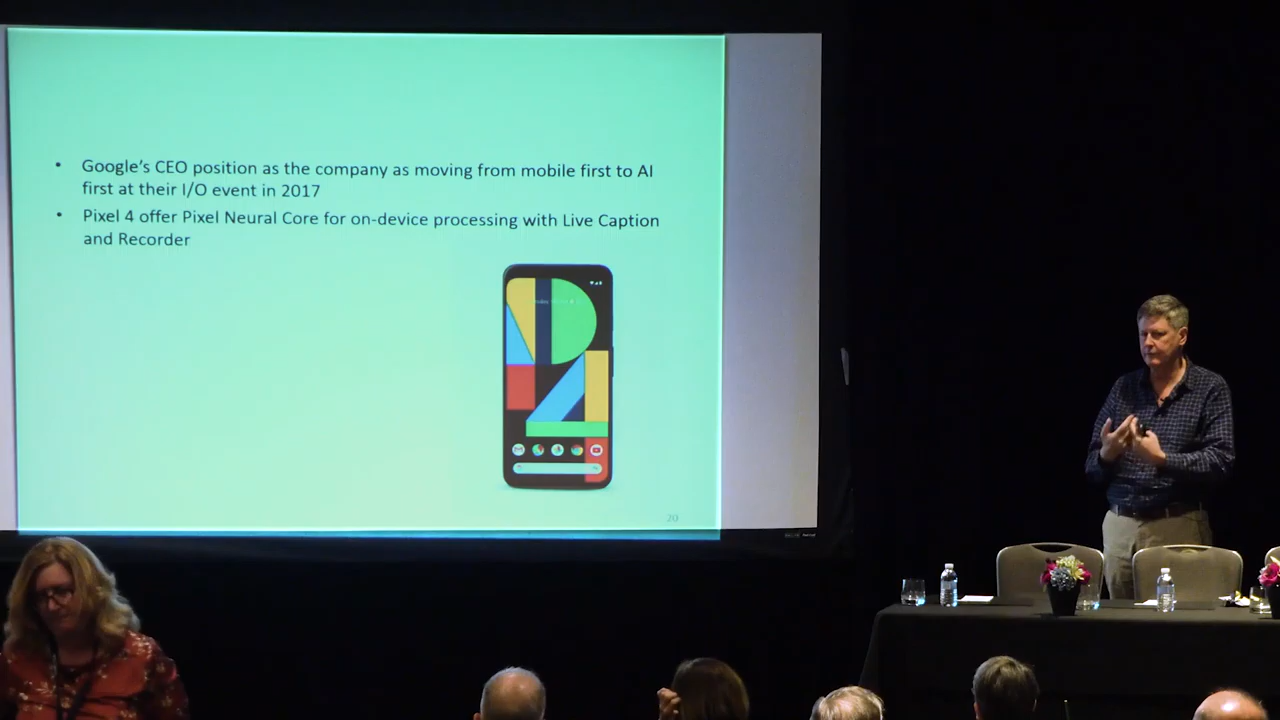 • Google’s CEO position as the company as moving from mobile first to AI
first at their I/O event in 2017
• Pixel 4 offer Pixel Neural Core for on-device processing with Live Caption
and Recorder
20